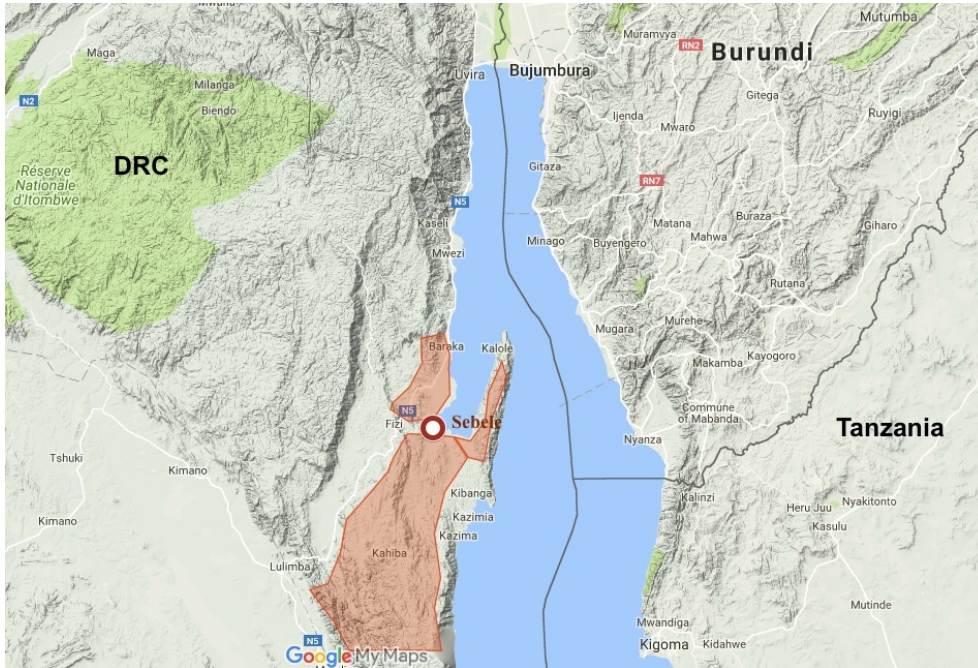 Mwana
Maga
N2
Milanga
Biendo
DRC
Réserve
Nationale
d'Itombwe
Uvira
Bujumbura
Muramvya
RN2
Burundi
Mutumba
Gitega
Ijenda
Mwaro
Ruyigi
Gitaza
RN7
N5
Kaseli
Mwezi
Minago
Matana
Buraza
Buyengero
Mahwa
Giharo
Rutana
Mugara
Murehe
Baraka
Kalole
Makamba
Kayogoro
N5
Fizi
Sebele
Commune
of Mabanda
Nyanza
Tanzania
Tshuki
Kimano
Kimano
Kibanga
Kazimia
Kazima
Kalinzi
Heru Juu
Nyakitonto
Kasulu
Kahiba
Lulimba
Mutinde
Mwandiga
Kigoma
Kidahwe
N5
Google My Maps